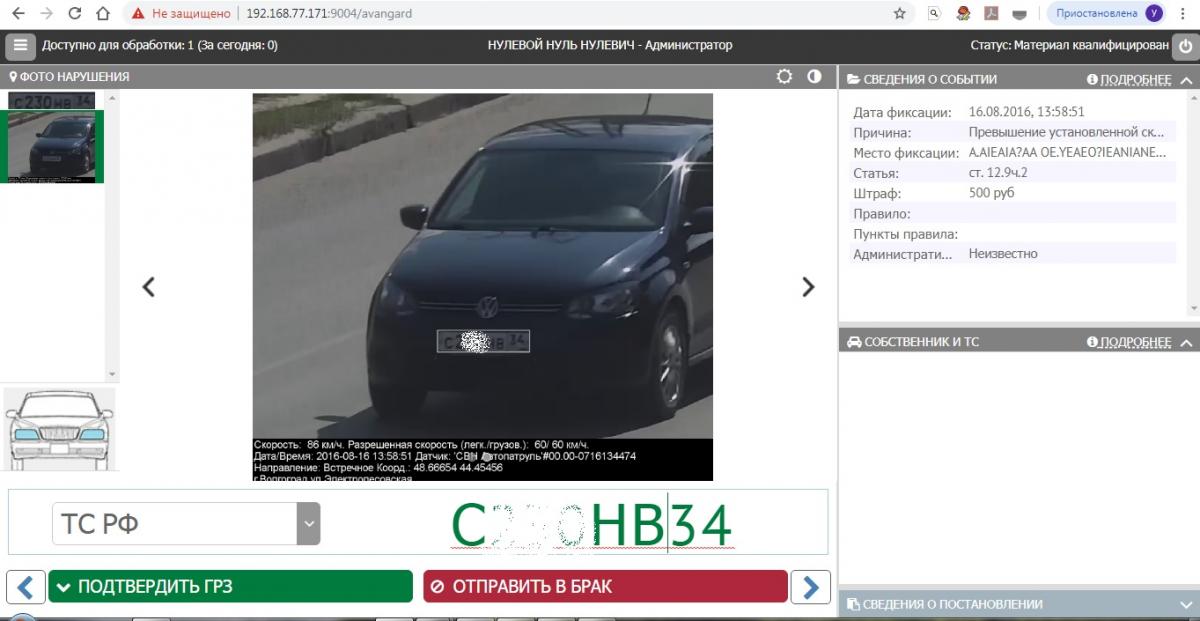 Не защищено | 192.168.77.171:9004/avangard
Приостановлена У
Доступно для обработки: 1 (За сегодня: 0)
НУЛЕВОЙ НУЛЬ НУЛЕВИЧ - Администратор
Статус: Материал квалифицирован
ФОТО НАРУШЕНИЯ
34
Скорость: 86 км/ч. Разрешенная скорость (легк./грузов.): 60/ 60 км/ч.
Дата/Время: 2016-08-16 13:58:51 Датчик: 'СВН Автопатруль'#00.00-0716134474
Направление: Встречное Коорд.: 48.66654 44.45456
г.Волгоград ул Электролесовская
ТС РФ
НВ34
ПОДТВЕРДИТЬ ГРЗ
ОТПРАВИТЬ В БРАК
СВЕДЕНИЯ О СОБЫТИИ
ПОДРОБНЕЕ
Дата фиксации: 16.08.2016, 13:58:51
Причина: Превышение установленной ск...
Место фиксации: A.AIEAIA?AA OE.YEAEO?IEANIANE...
Статья: ст. 12.9ч.2
Штраф: 500 руб
Правило:
Пункты правила:
Администрати... Неизвестно
СОБСТВЕННИК И ТС
ПОДРОБНЕЕ
СВЕДЕНИЯ О ПОСТАНОВЛЕНИИ